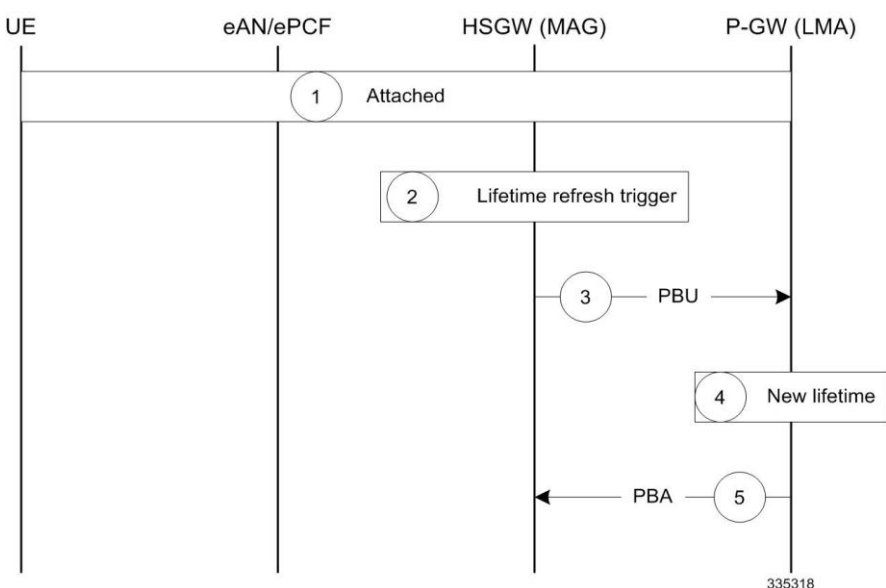 UE eAN/ePCF HSGW (MAG) P-GW (LMA)
1 Attached
2 Lifetime refresh trigger
3 PBU
4 New lifetime
PBA 5
335318